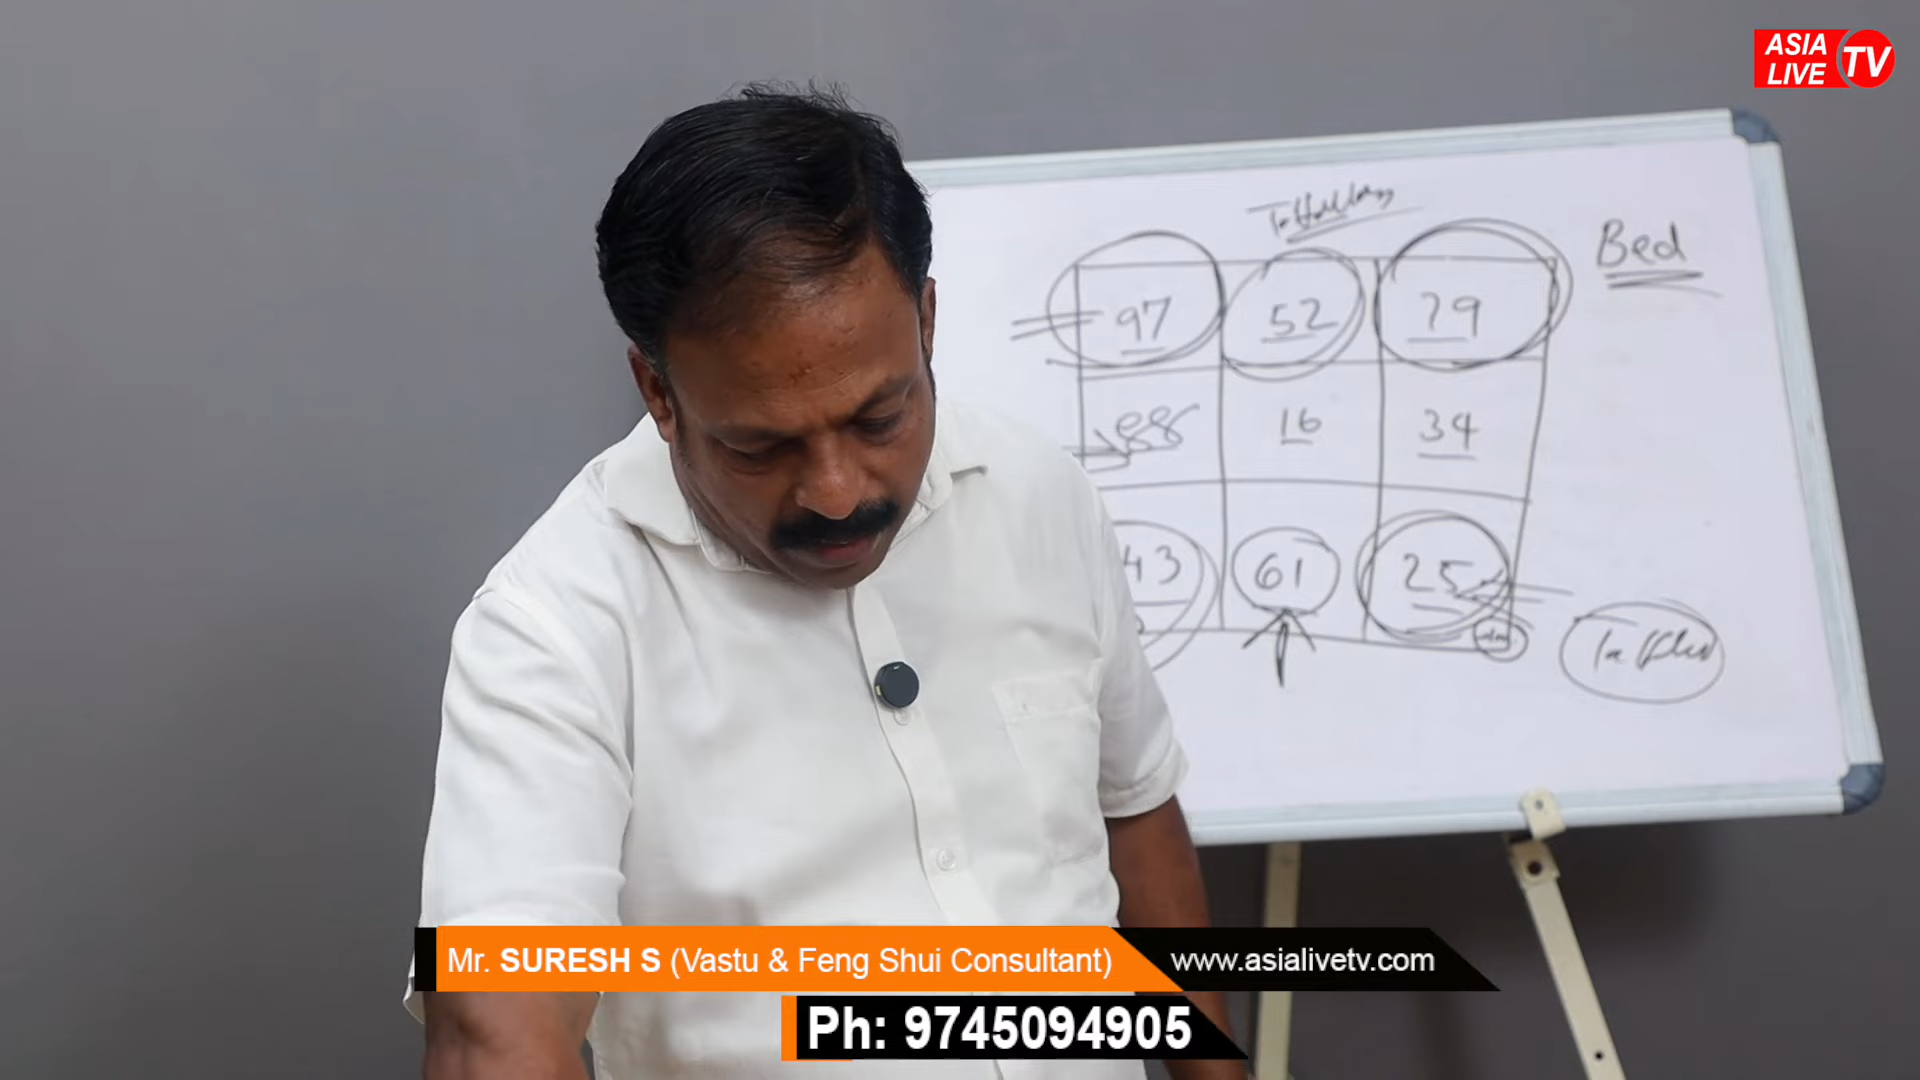 ASIA
LIVE TV
Bed
97 52 79
88 16 34
43 61 25
Mr. SURESH S (Vastu & Feng Shui Consultant)
www.asialivetv.com
Ph: 9745094905